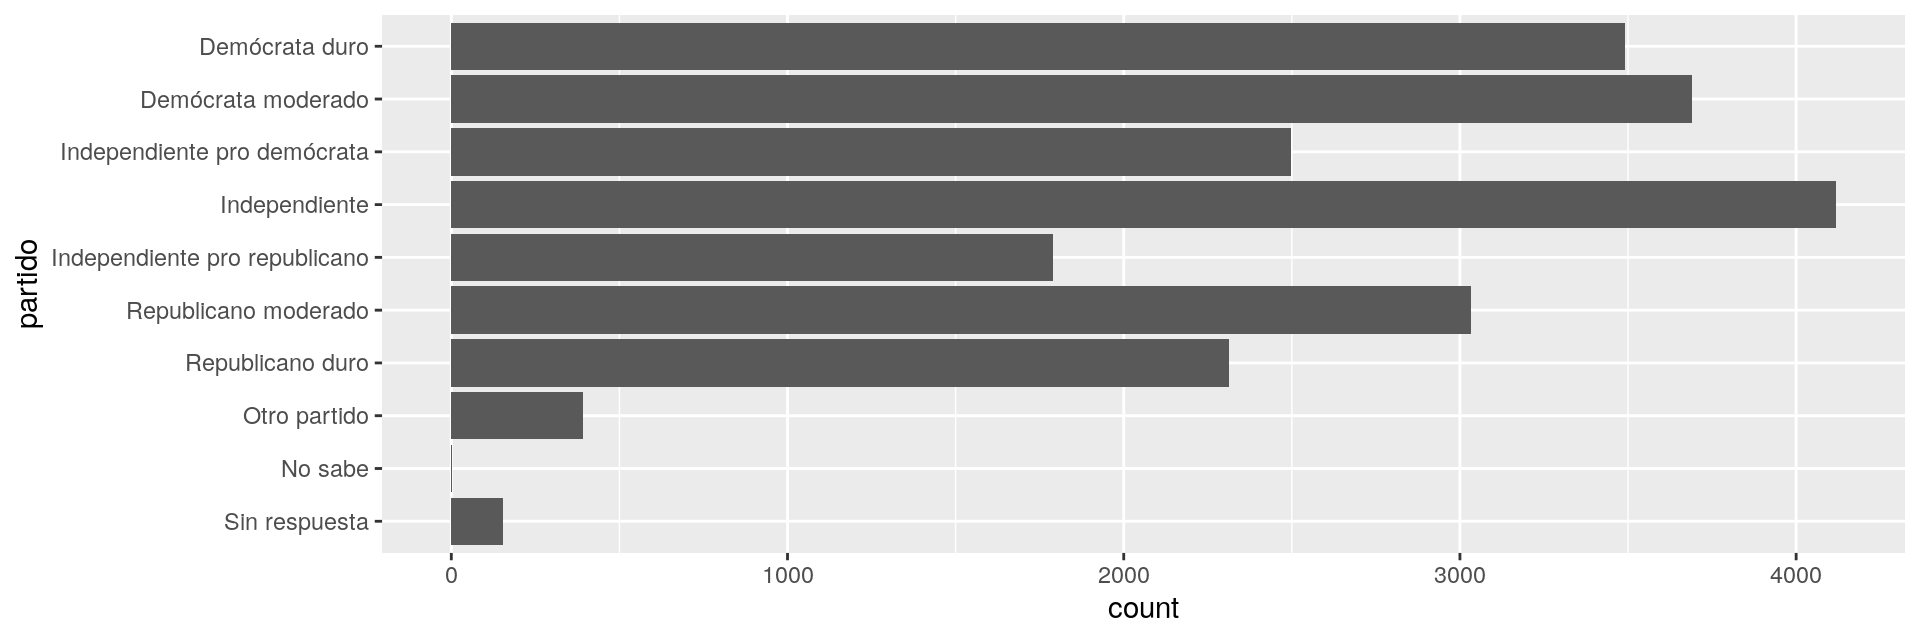 Demócrata duro
Demócrata moderado
Independiente pro demócrata
Independiente
Independiente pro republicano
Republicano moderado
Republicano duro
Otro partido
No sabe
Sin respuesta
partido
0 1000 2000 3000 4000
count